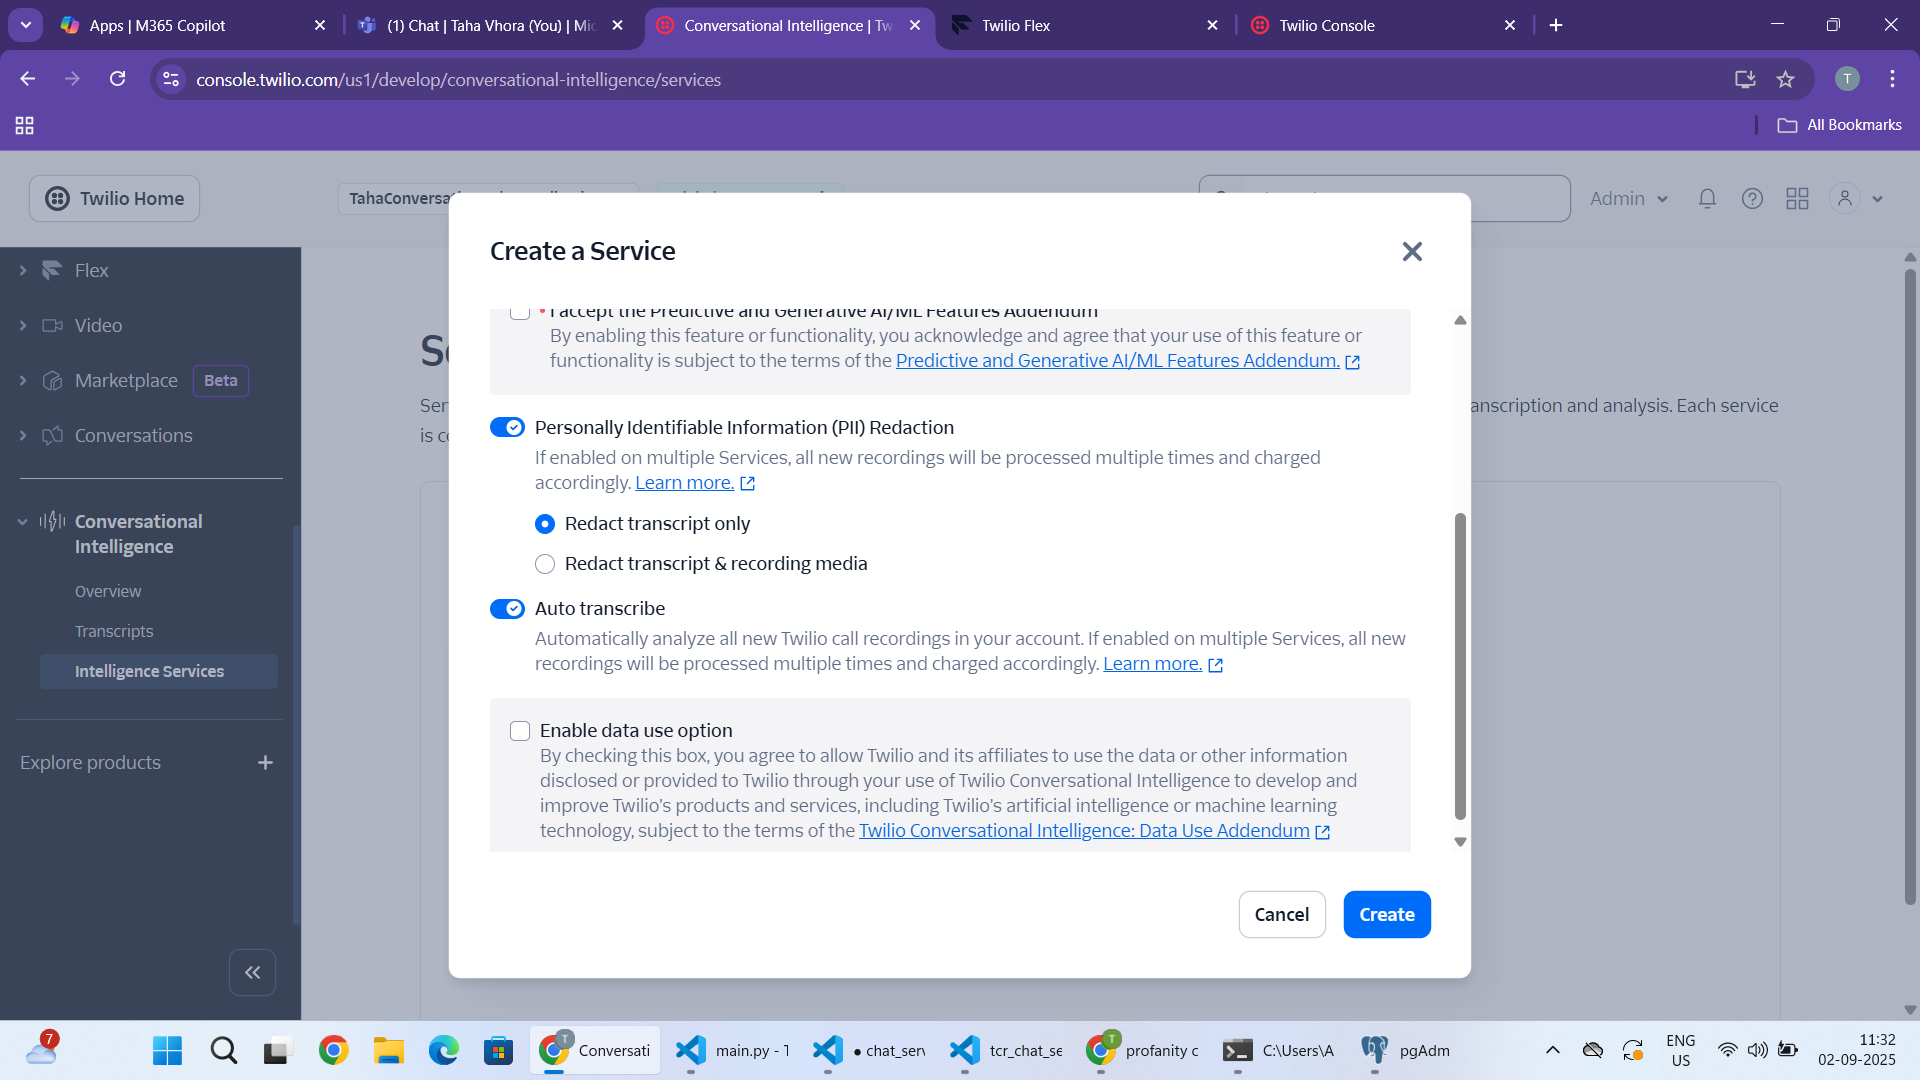 Apps | M365 Copilot
(1) Chat | Taha Vhora (You) | Mic
Conversational Intelligence | Tw
Twilio Flex
Twilio Console
console.twilio.com/us1/develop/conversational-intelligence/services
T
All Bookmarks
Twilio Home
TahaConversa
Admin
Flex
Video
Marketplace
Beta
Conversations
Conversational
Intelligence
Overview
Transcripts
Intelligence Services
Explore products
Ser
anscription and analysis. Each service
is c
Create a Service
* I accept the Predictive and Generative AI/ML Features Addendum
By enabling this feature or functionality, you acknowledge and agree that your use of this feature or
functionality is subject to the terms of the Predictive and Generative AI/ML Features Addendum.
Personally Identifiable Information (PII) Redaction
If enabled on multiple Services, all new recordings will be processed multiple times and charged
accordingly. Learn more.
Redact transcript only
Redact transcript & recording media
Auto transcribe
Automatically analyze all new Twilio call recordings in your account. If enabled on multiple Services, all new
recordings will be processed multiple times and charged accordingly. Learn more.
Enable data use option
By checking this box, you agree to allow Twilio and its affiliates to use the data or other information
disclosed or provided to Twilio through your use of Twilio Conversational Intelligence to develop and
improve Twilio’s products and services, including Twilio’s artificial intelligence or machine learning
technology, subject to the terms of the Twilio Conversational Intelligence: Data Use Addendum
Cancel
Create
7
Conversati
main.py - T
● chat_serv
tcr_chat_se
profanity c
C:\Users\A
pgAdm
ENG
US
11:32
02-09-2025